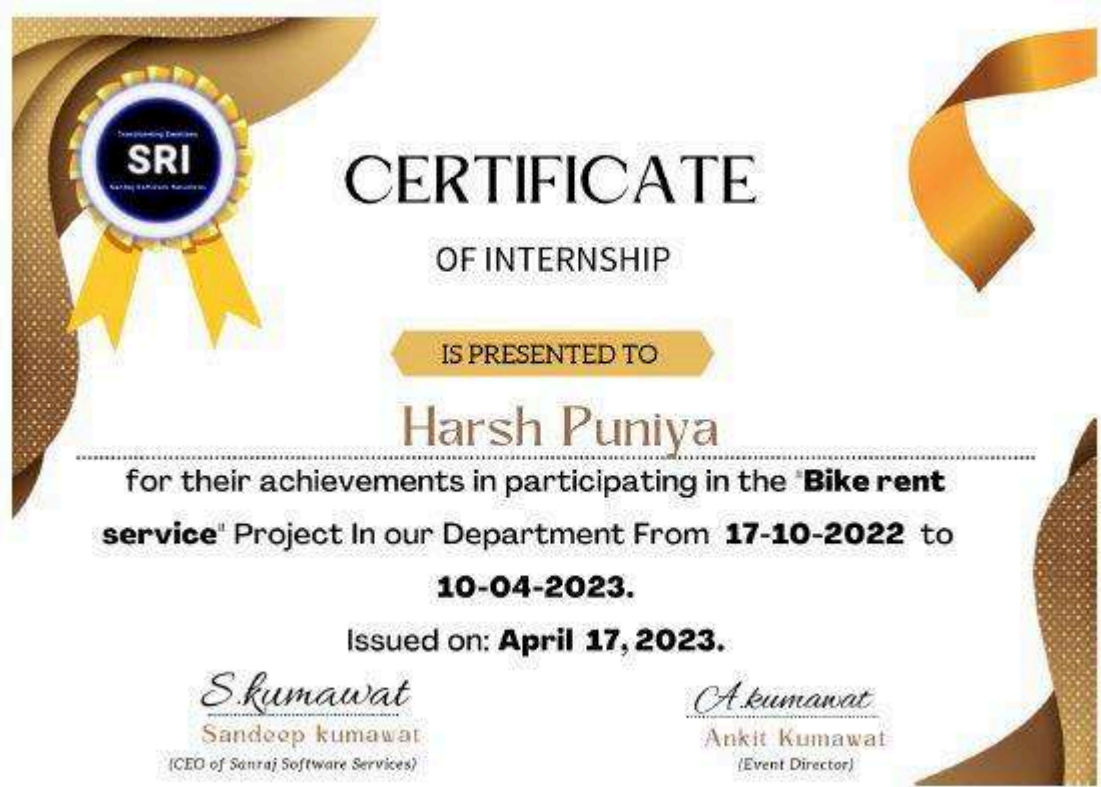 SRI
CERTIFICATE
OF INTERNSHIP
IS PRESENTED TO
Harsh Puniya
for their achievements in participating in the "Bike rent
service" Project In our Department From 17-10-2022 to
10-04-2023.
Issued on: April 17, 2023.
S.kumawat
A.kumawat
Sandeep kumawat
Ankit Kumawat
(CEO of Sanraj Software Services)
(Event Director)